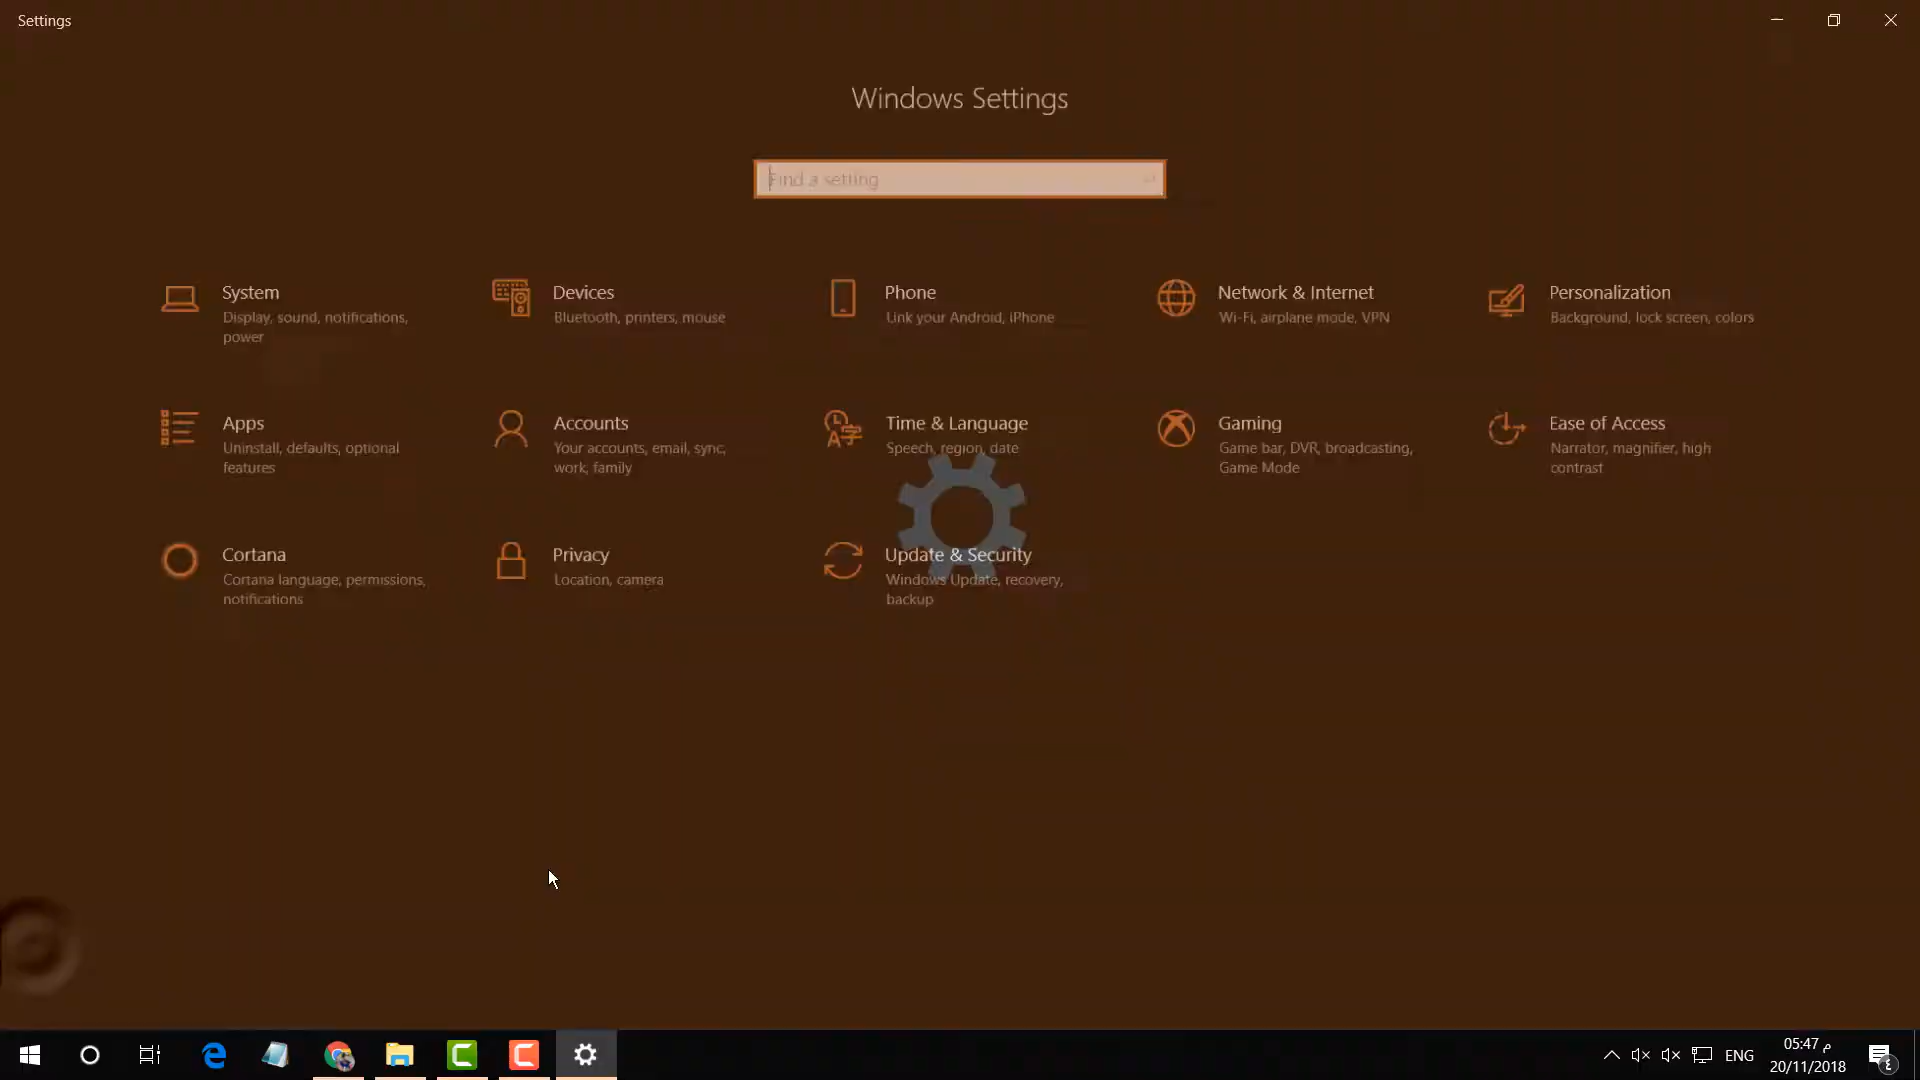 Settings
Windows Settings
Find a setting
System
Display, sound, notifications,
power
Devices
Bluetooth, printers, mouse
Phone
Link your Android, iPhone
Network & Internet
Wi-Fi, airplane mode, VPN
Personalization
Background, lock screen, colors
Apps
Uninstall, defaults, optional
features
Accounts
Your accounts, email, sync,
work, family
Time & Language
Speech, region, date
Gaming
Game bar, DVR, broadcasting,
Game Mode
Ease of Access
Narrator, magnifier, high
contrast
Cortana
Cortana language, permissions,
notifications
Privacy
Location, camera
Update & Security
Windows Update, recovery,
backup
ENG
05:47 م
20/11/2018
٤